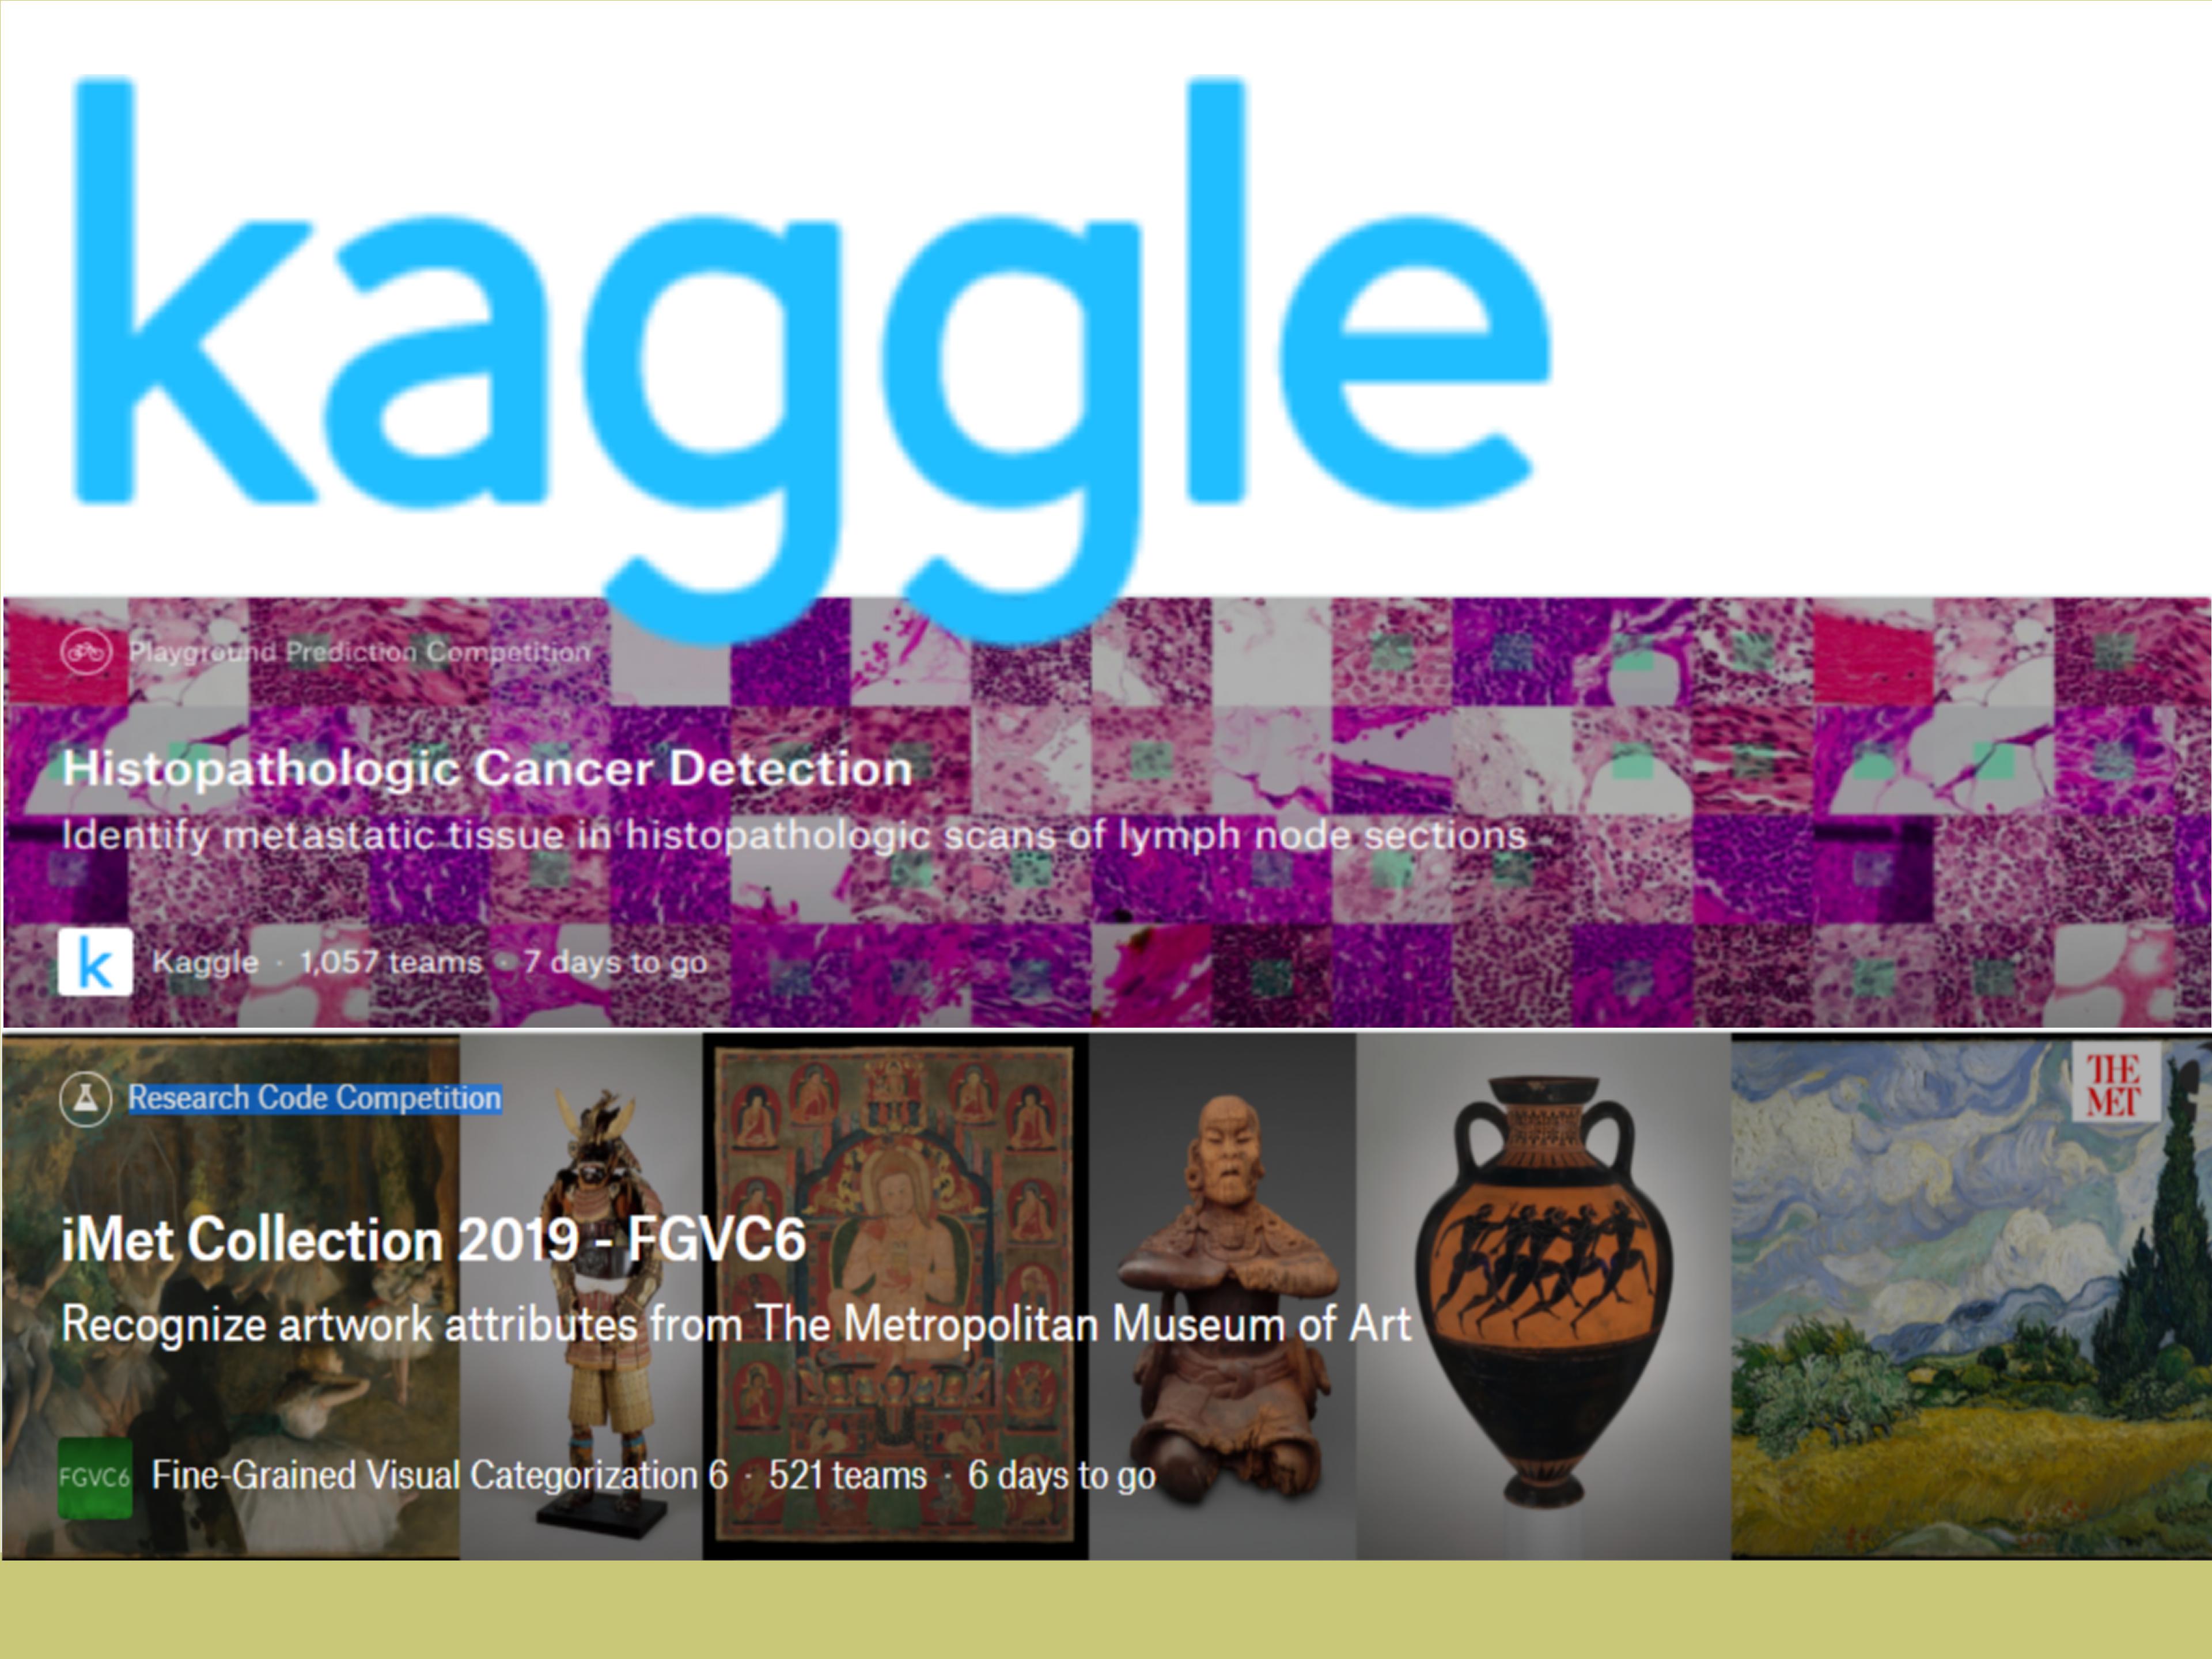 kaggle
Playground Prediction Competition
Histopathologic Cancer Detection
Identify metastatic tissue in histopathologic scans of lymph node sections
k Kaggle · 1,057 teams · 7 days to go
Research Code Competition
THE
MET
iMet Collection 2019 - FGVC6
Recognize artwork attributes from The Metropolitan Museum of Art
FGVC6 Fine-Grained Visual Categorization 6 · 521 teams · 6 days to go